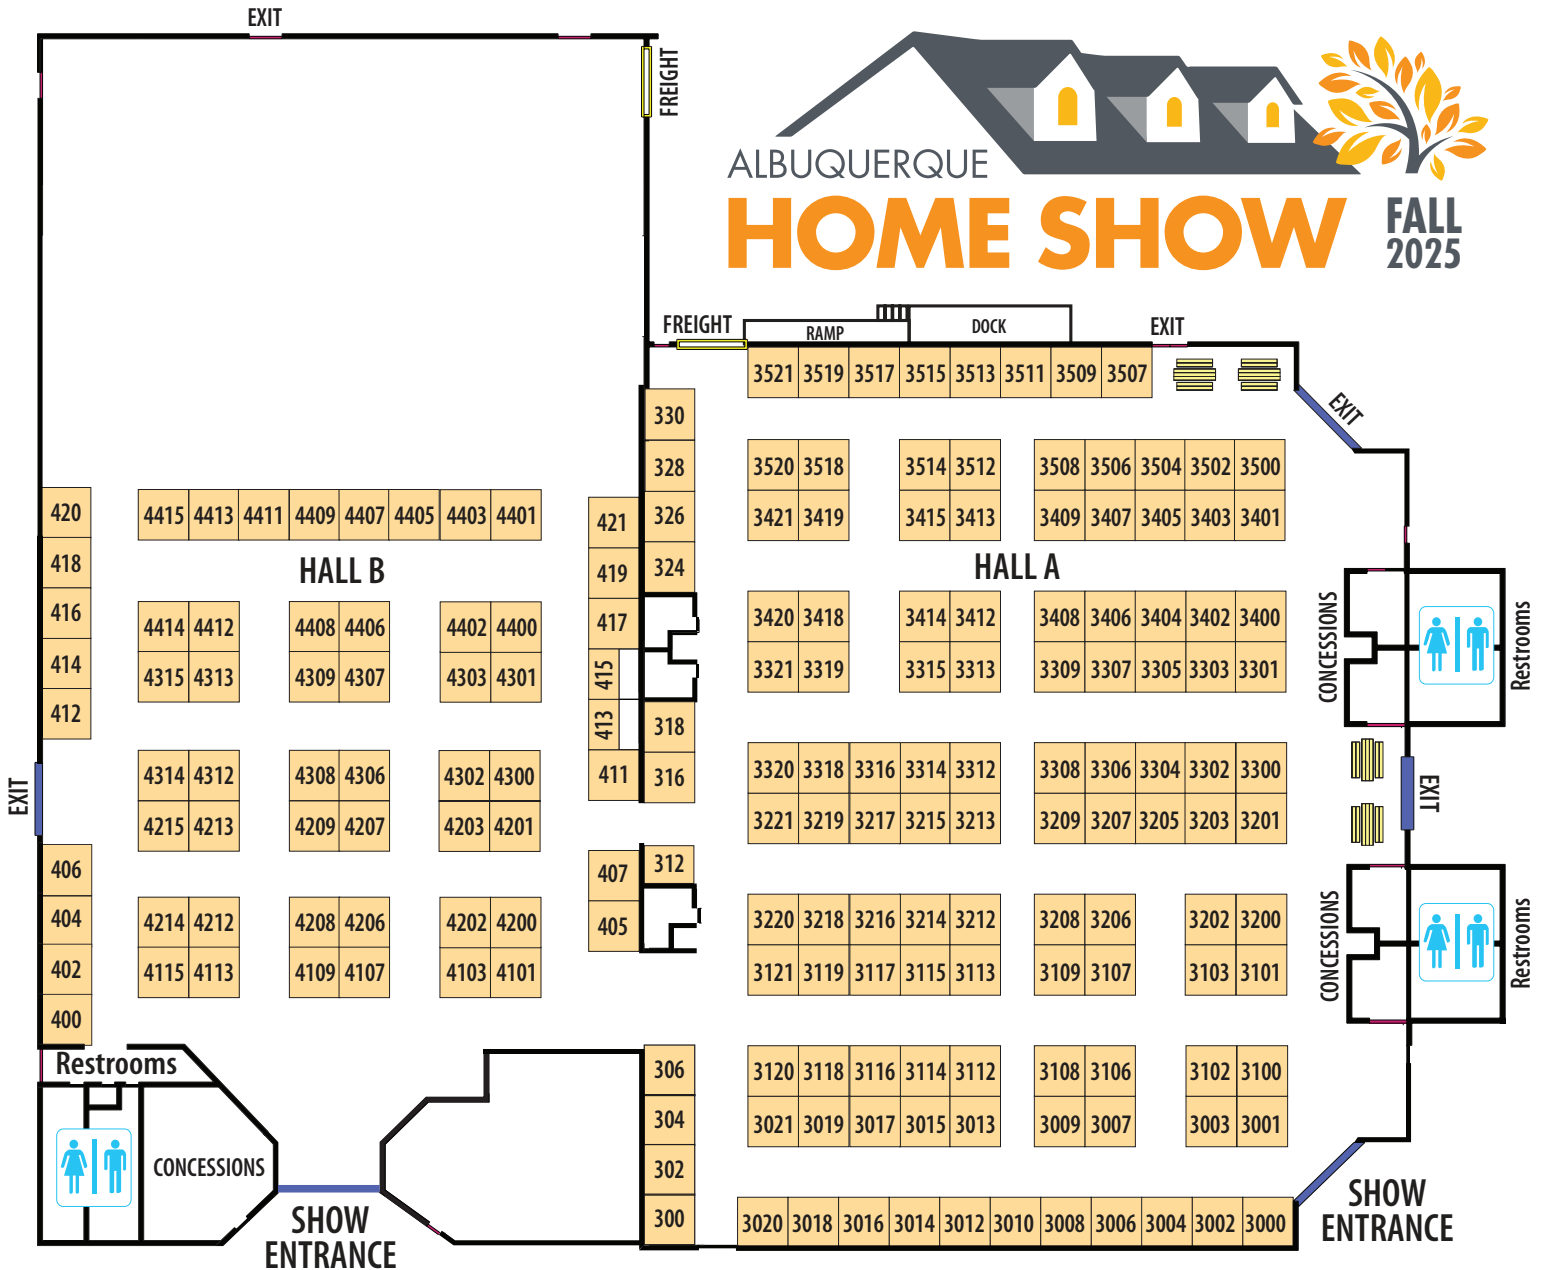 EXIT
FREIGHT
ALBUQUERQUE
HOME SHOW
FALL
2025
FREIGHT
RAMP
DOCK
EXIT
3521 3519 3517 3515 3513 3511 3509 3507
EXIT
330
328
326
324
3520 3518 3514 3512 3508 3506 3504 3502 3500
3421 3419 3415 3413 3409 3407 3405 3403 3401
420
418
416
414
412
4415 4413 4411 4409 4407 4405 4403 4401
421
419
417
415
413
411
HALL B
HALL A
4414 4412 4408 4406 4402 4400
4315 4313 4309 4307 4303 4301
3420 3418 3414 3412 3408 3406 3404 3402 3400
3321 3319 3315 3313 3309 3307 3305 3303 3301
CONCESSIONS
Restrooms
318
316
EXIT
4314 4312 4308 4306 4302 4300
4215 4213 4209 4207 4203 4201
3320 3318 3316 3314 3312 3308 3306 3304 3302 3300
3221 3219 3217 3215 3213 3209 3207 3205 3203 3201
EXIT
406
404
402
400
407
405
312
4214 4212 4208 4206 4202 4200
4115 4113 4109 4107 4103 4101
3220 3218 3216 3214 3212 3208 3206 3202 3200
3121 3119 3117 3115 3113 3109 3107 3103 3101
CONCESSIONS
Restrooms
Restrooms
CONCESSIONS
306
304
302
300
3120 3118 3116 3114 3112 3108 3106 3102 3100
3021 3019 3017 3015 3013 3009 3007 3003 3001
3020 3018 3016 3014 3012 3010 3008 3006 3004 3002 3000
SHOW
ENTRANCE
SHOW
ENTRANCE